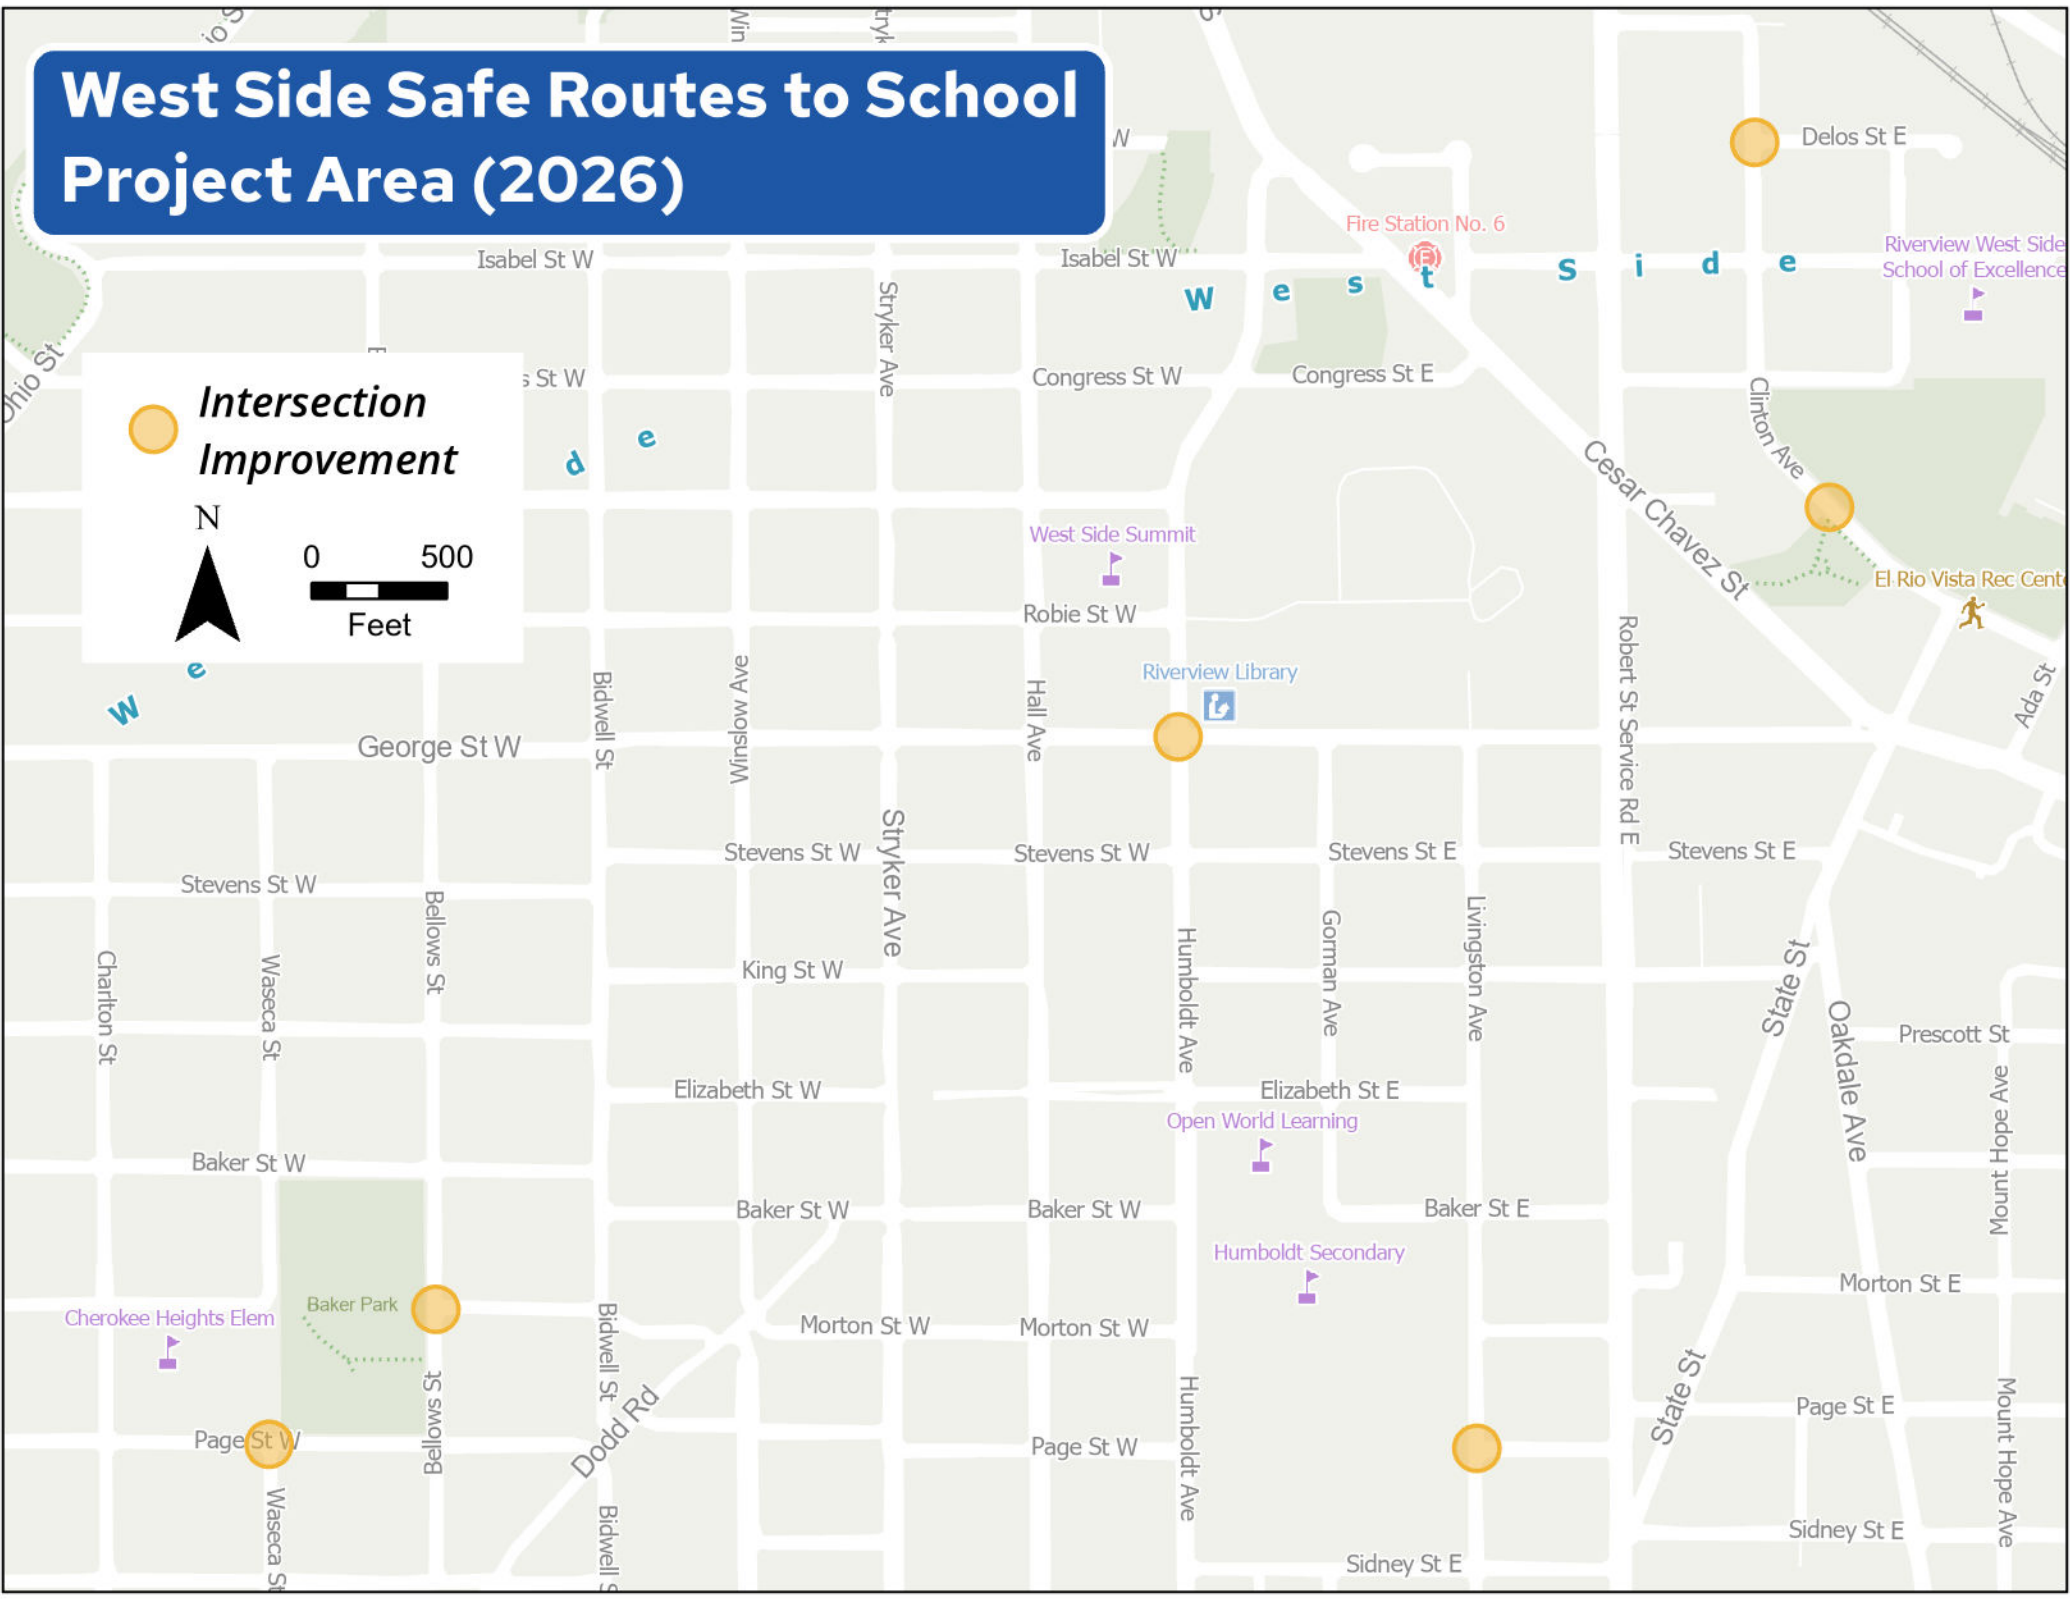 West Side Safe Routes to School
Project Area (2026)
Delos St E
Fire Station No. 6
Riverview West Side
School of Excellence
Isabel St W
Isabel St W
W e s t S i d e
Stryker Ave
Ohio St
Congress St W
Congress St E
Clinton Ave
Intersection
Improvement
N
0 500
Feet
d e
W e
Cesar Chavez St
West Side Summit
El Rio Vista Rec
Robie St W
Robert St Service Rd E
Riverview Library
Ada St
Bidwell St
Winslow Ave
Hall Ave
George St W
Stryker Ave
Stevens St W
Stevens St W
Stevens St E
Stevens St E
Stevens St W
Bellows St
Charlton St
Waseca St
King St W
Humboldt Ave
Gorman Ave
Livingston Ave
State St
Oakdale Ave
Prescott St
Mount Hope Ave
Elizabeth St W
Elizabeth St E
Open World Learning
Baker St W
Baker St W
Baker St W
Baker St E
Humboldt Secondary
Morton St E
Baker Park
Cherokee Heights Elem
Bidwell St
Morton St W
Morton St W
Bellows St
Dodd Rd
Humboldt Ave
State St
Page St E
Mount Hope Ave
Page St W
Page St W
Waseca St
Bidwell S
Sidney St E
Sidney St E